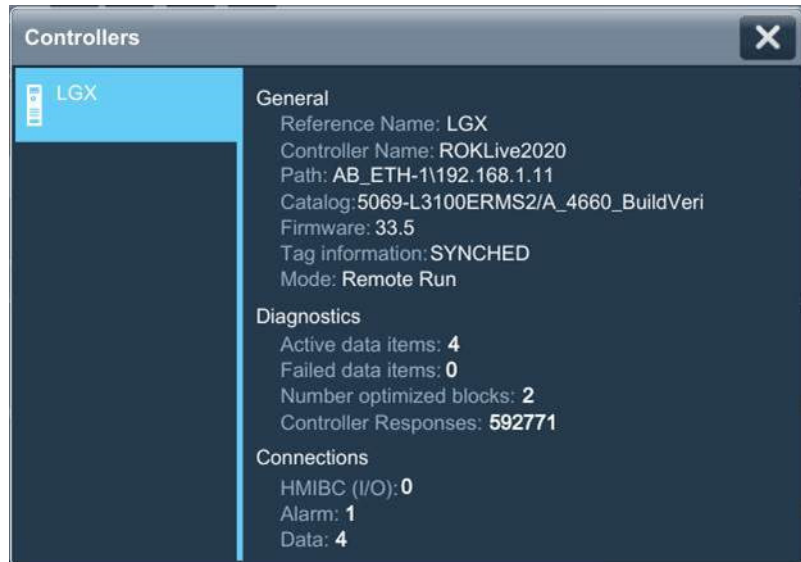 Controllers
LGX
General
Reference Name: LGX
Controller Name: ROKLive2020
Path: AB_ETH-1\192.168.1.11
Catalog:5069-L3100ERMS2/A_4660_BuildVeri
Firmware: 33.5
Tag information:SYNCHED
Mode: Remote Run
Diagnostics
Active data items: 4
Failed data items: 0
Number optimized blocks: 2
Controller Responses: 592771
Connections
HMIBC (I/O):0
Alarm: 1
Data: 4